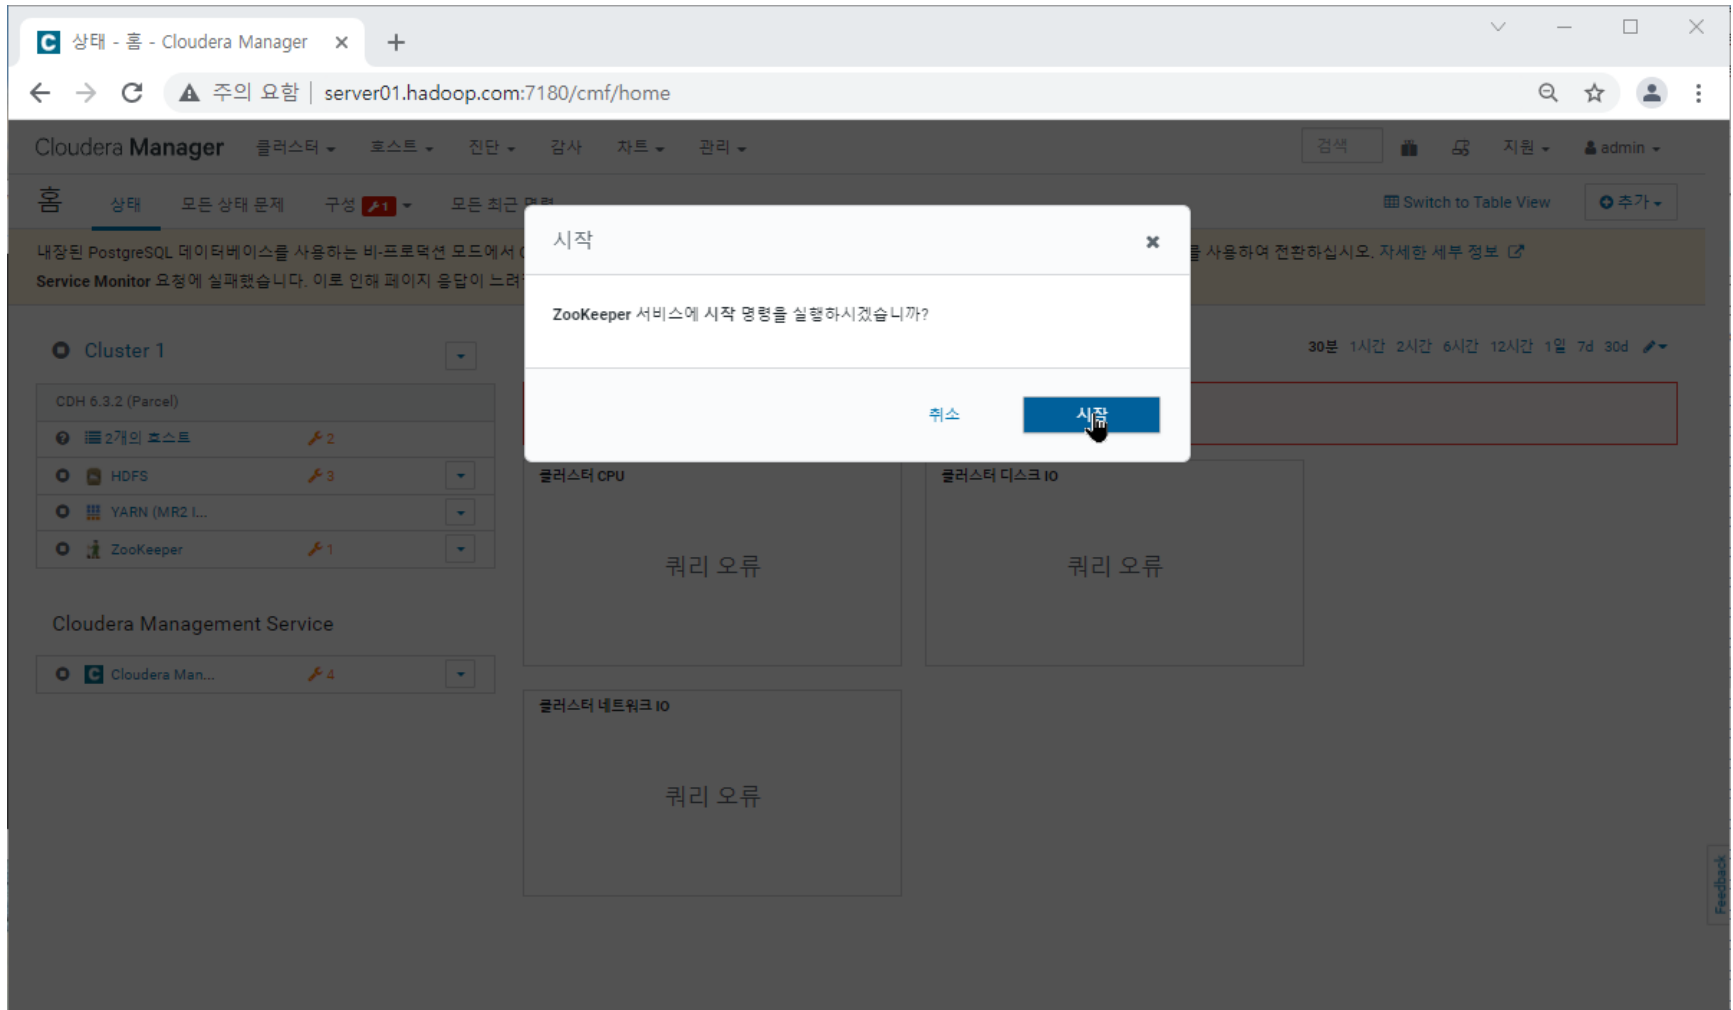 상태 - 홈 - Cloudera Manager
주의 요함 | server01.hadoop.com:7180/cmf/home
Cloudera Manager 클러스터 호스트 진단 감사 차트 관리 검색 지원 admin
홈 상태 모든 상태 문제 구성 1 모든 최근 명령 Switch to Table View 추가
내장된 PostgreSQL 데이터베이스를 사용하는 비-프로덕션 모드에서 를 사용하여 전환하십시오. 자세한 세부 정보
Service Monitor 요청에 실패했습니다. 이로 인해 페이지 응답이 느려
시작
ZooKeeper 서비스에 시작 명령을 실행하시겠습니까?
취소 시작
Cluster 1
30분 1시간 2시간 6시간 12시간 1일 7d 30d
CDH 6.3.2 (Parcel)
2개의 호스트 2
HDFS 3
YARN (MR2 I...
ZooKeeper 1
Cloudera Management Service
Cloudera Man... 4
클러스터 CPU
쿼리 오류
클러스터 디스크 IO
쿼리 오류
클러스터 네트워크 IO
쿼리 오류
Feedback